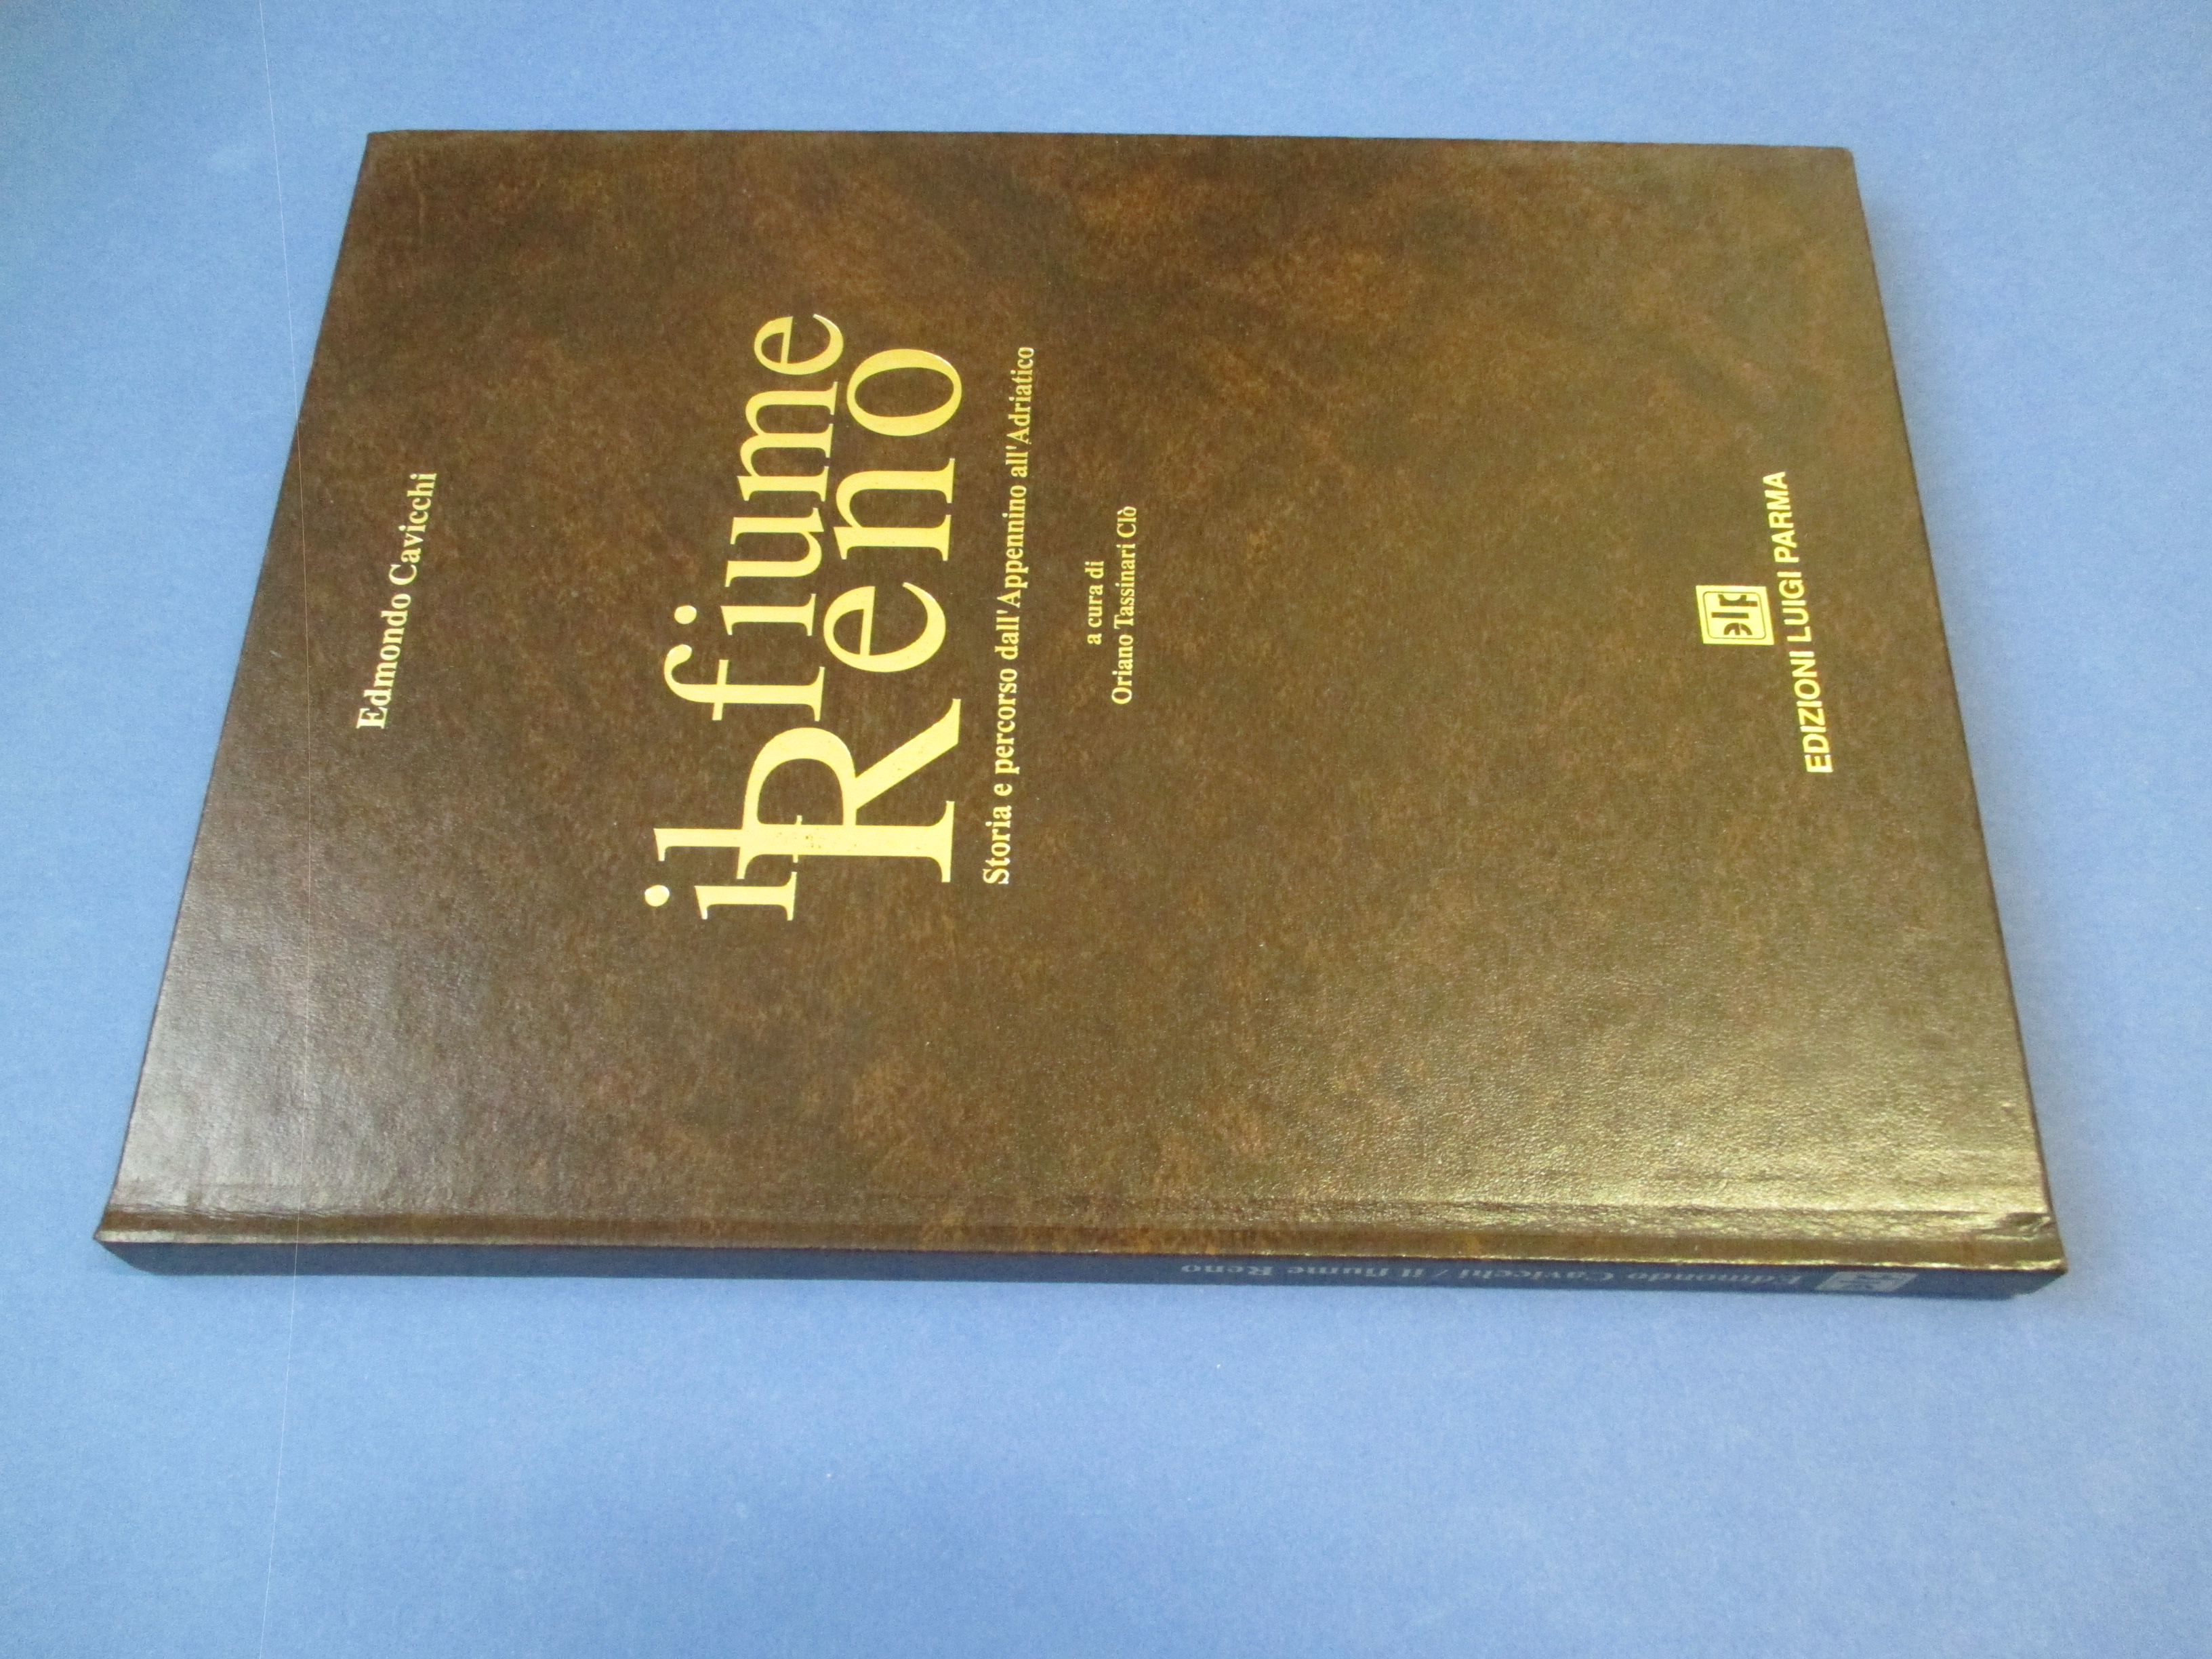 Edmondo Cavicchi
il fiume
Reno
Storia e percorso dall'Appennino all'Adriatico
a cura di
Oriano Tassinari Clò
elp
EDIZIONI LUIGI PARMA
Edmondo Cavicchi / il fiume Reno